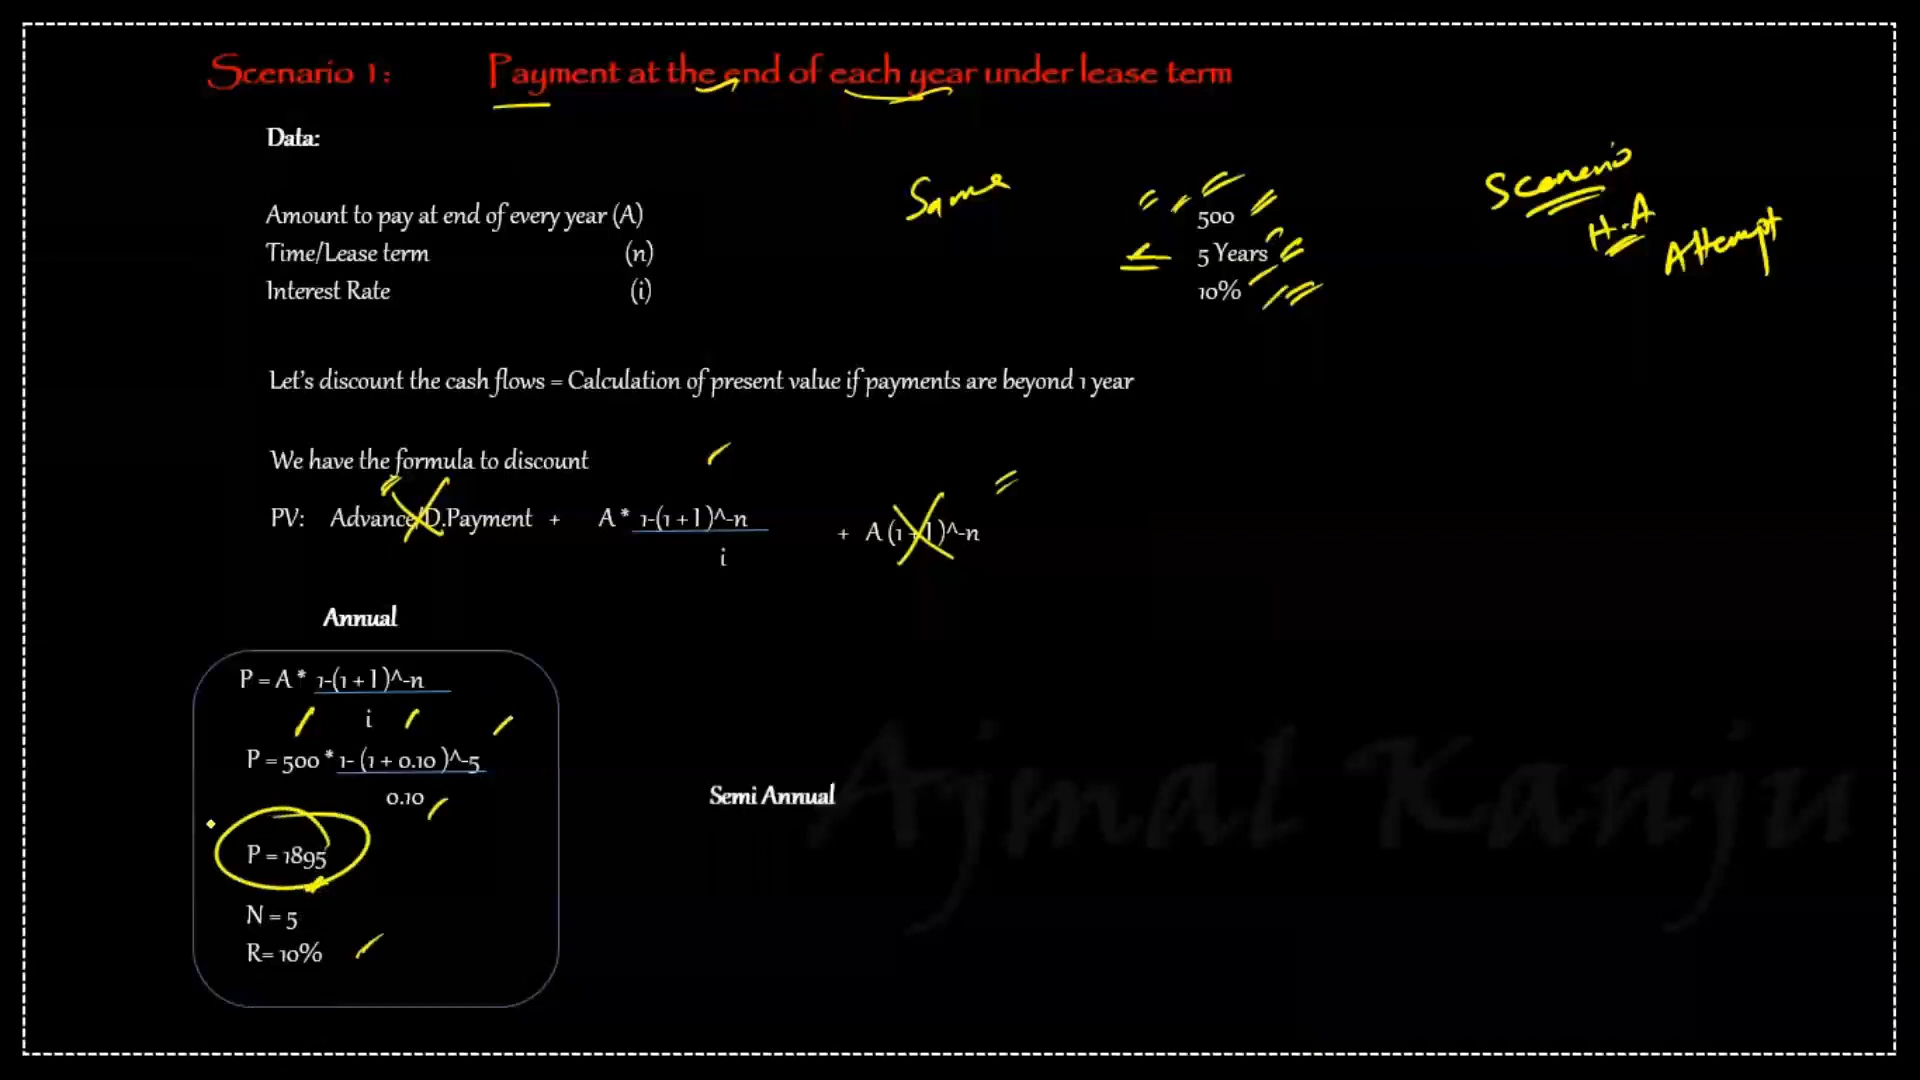 Scenario 1: Payment at the end of each year under lease term
Data:
Same
Scenerio
H.A
Attempt
Amount to pay at end of every year (A) 500
Time/Lease term (n) 5 Years
Interest Rate (i) 10%
Let's discount the cash flows = Calculation of present value if payments are beyond 1 year
We have the formula to discount
PV: Advance/D.Payment + A * 1-(1 + I )^-n + A (1 + I )^-n
i
Annual
P = A * 1-(1 + I )^-n
i
P = 500 * 1- (1 + 0.10 )^-5
0.10
Semi Annual
P = 1895
N = 5
R= 10%
Ajmal Kanju